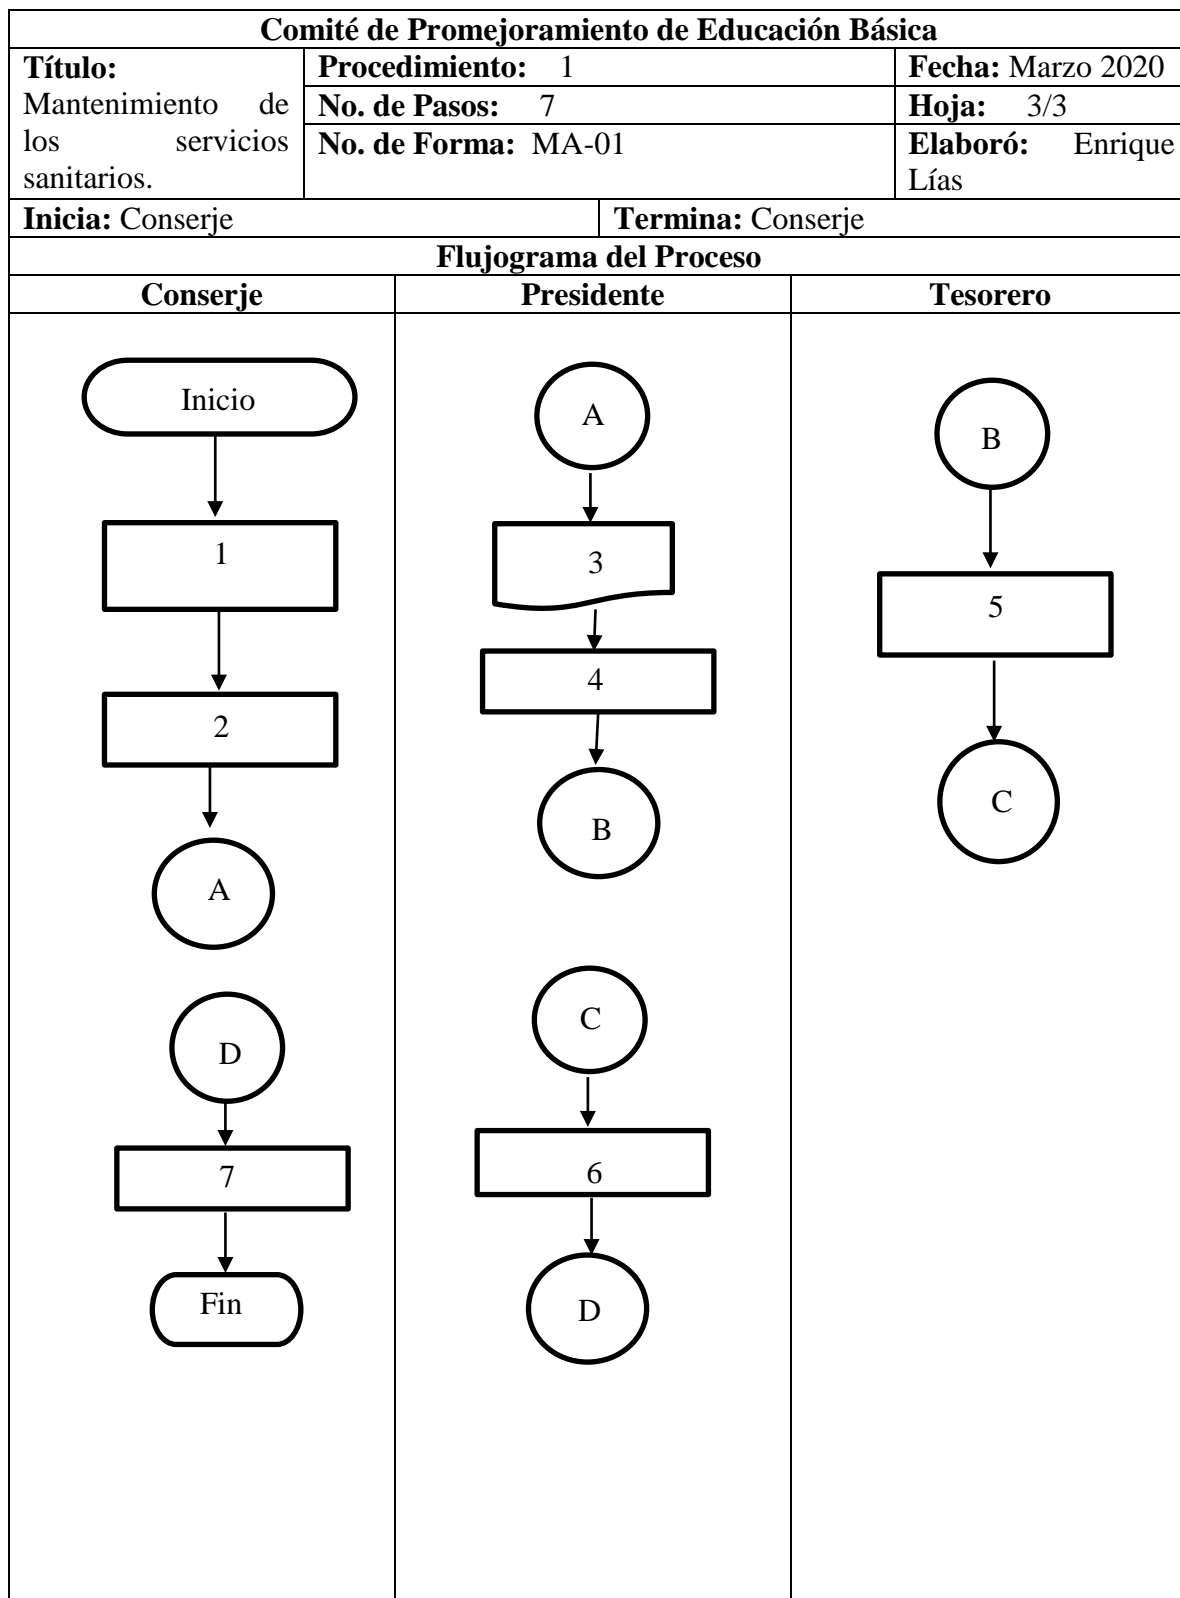 Comité de Promejoramiento de Educación Básica
Título:
Mantenimiento de
los servicios
sanitarios.
Procedimiento: 1
No. de Pasos: 7
No. de Forma: MA-01
Fecha: Marzo 2020
Hoja: 3/3
Elaboró: Enrique
Lías
Inicia: Conserje
Termina: Conserje
Flujograma del Proceso
Conserje
Presidente
Tesorero
Inicio
1
2
A
D
7
Fin
A
3
4
B
C
6
D
B
5
C